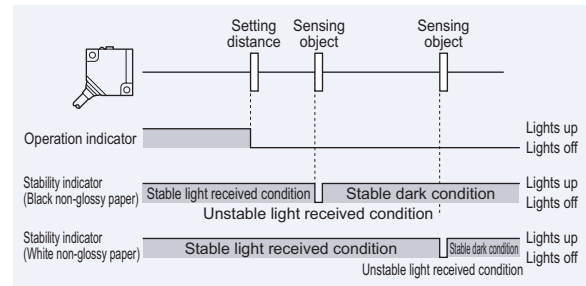 Setting
distance
Sensing
object
Sensing
object
Operation indicator
Lights up
Lights off
Stability indicator
(Black non-glossy paper)
Stable light received condition
Stable dark condition
Lights up
Lights off
Unstable light received condition
Stability indicator
(White non-glossy paper)
Stable light received condition
Stable dark condition
Lights up
Lights off
Unstable light received condition